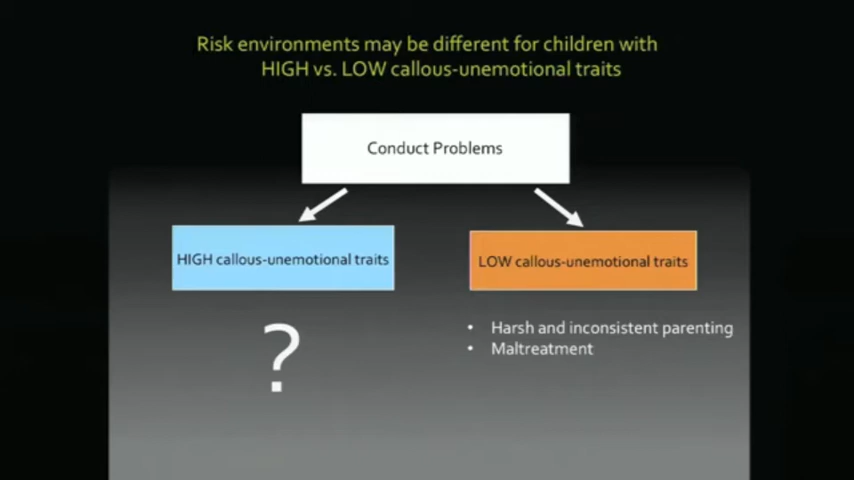 Risk environments may be different for children with
HIGH vs. LOW callous-unemotional traits
Conduct Problems
HIGH callous-unemotional traits
LOW callous-unemotional traits
?
• Harsh and inconsistent parenting
• Maltreatment